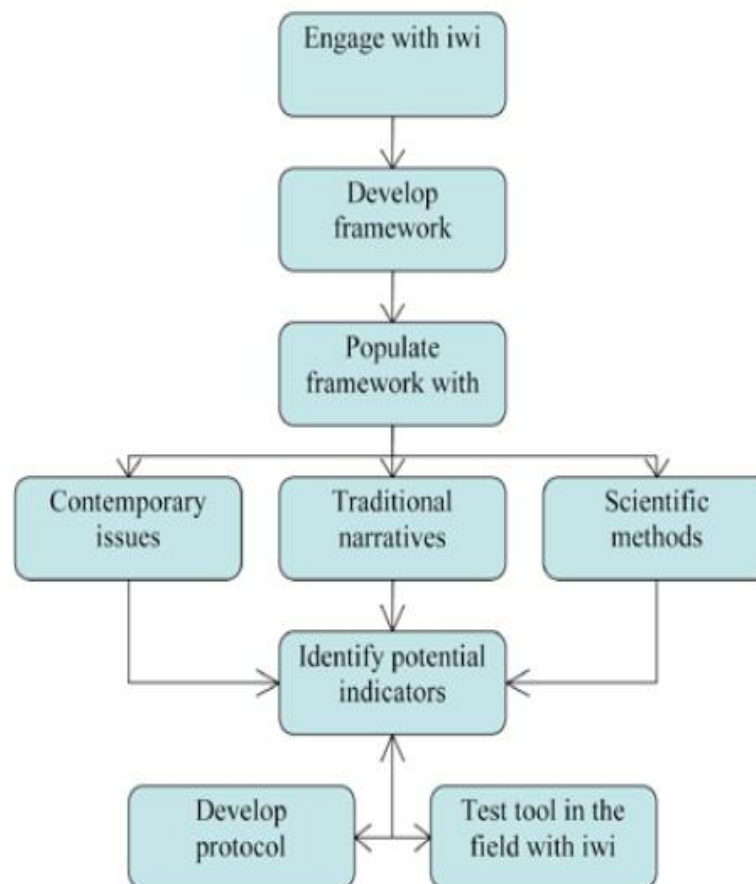 Engage with iwi
Develop
framework
Populate
framework with
Contemporary
issues
Traditional
narratives
Scientific
methods
Identify potential
indicators
Develop
protocol
Test tool in the
field with iwi